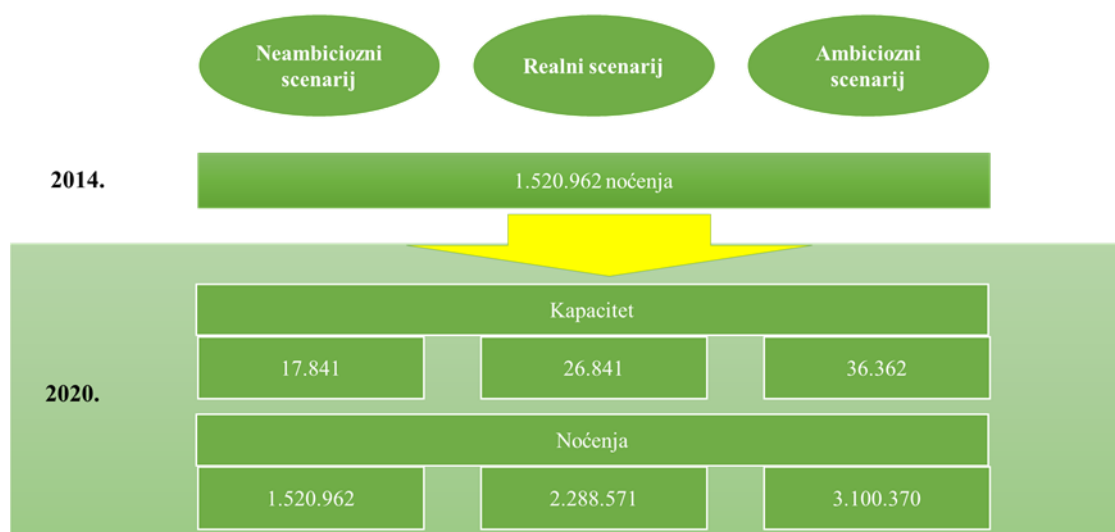 Neambiciozni
scenarij
Realni scenarij
Ambiciozni
scenarij
2014.
1.520.962 noćenja
Kapacitet
17.841
26.841
36.362
2020.
Noćenja
1.520.962
2.288.571
3.100.370